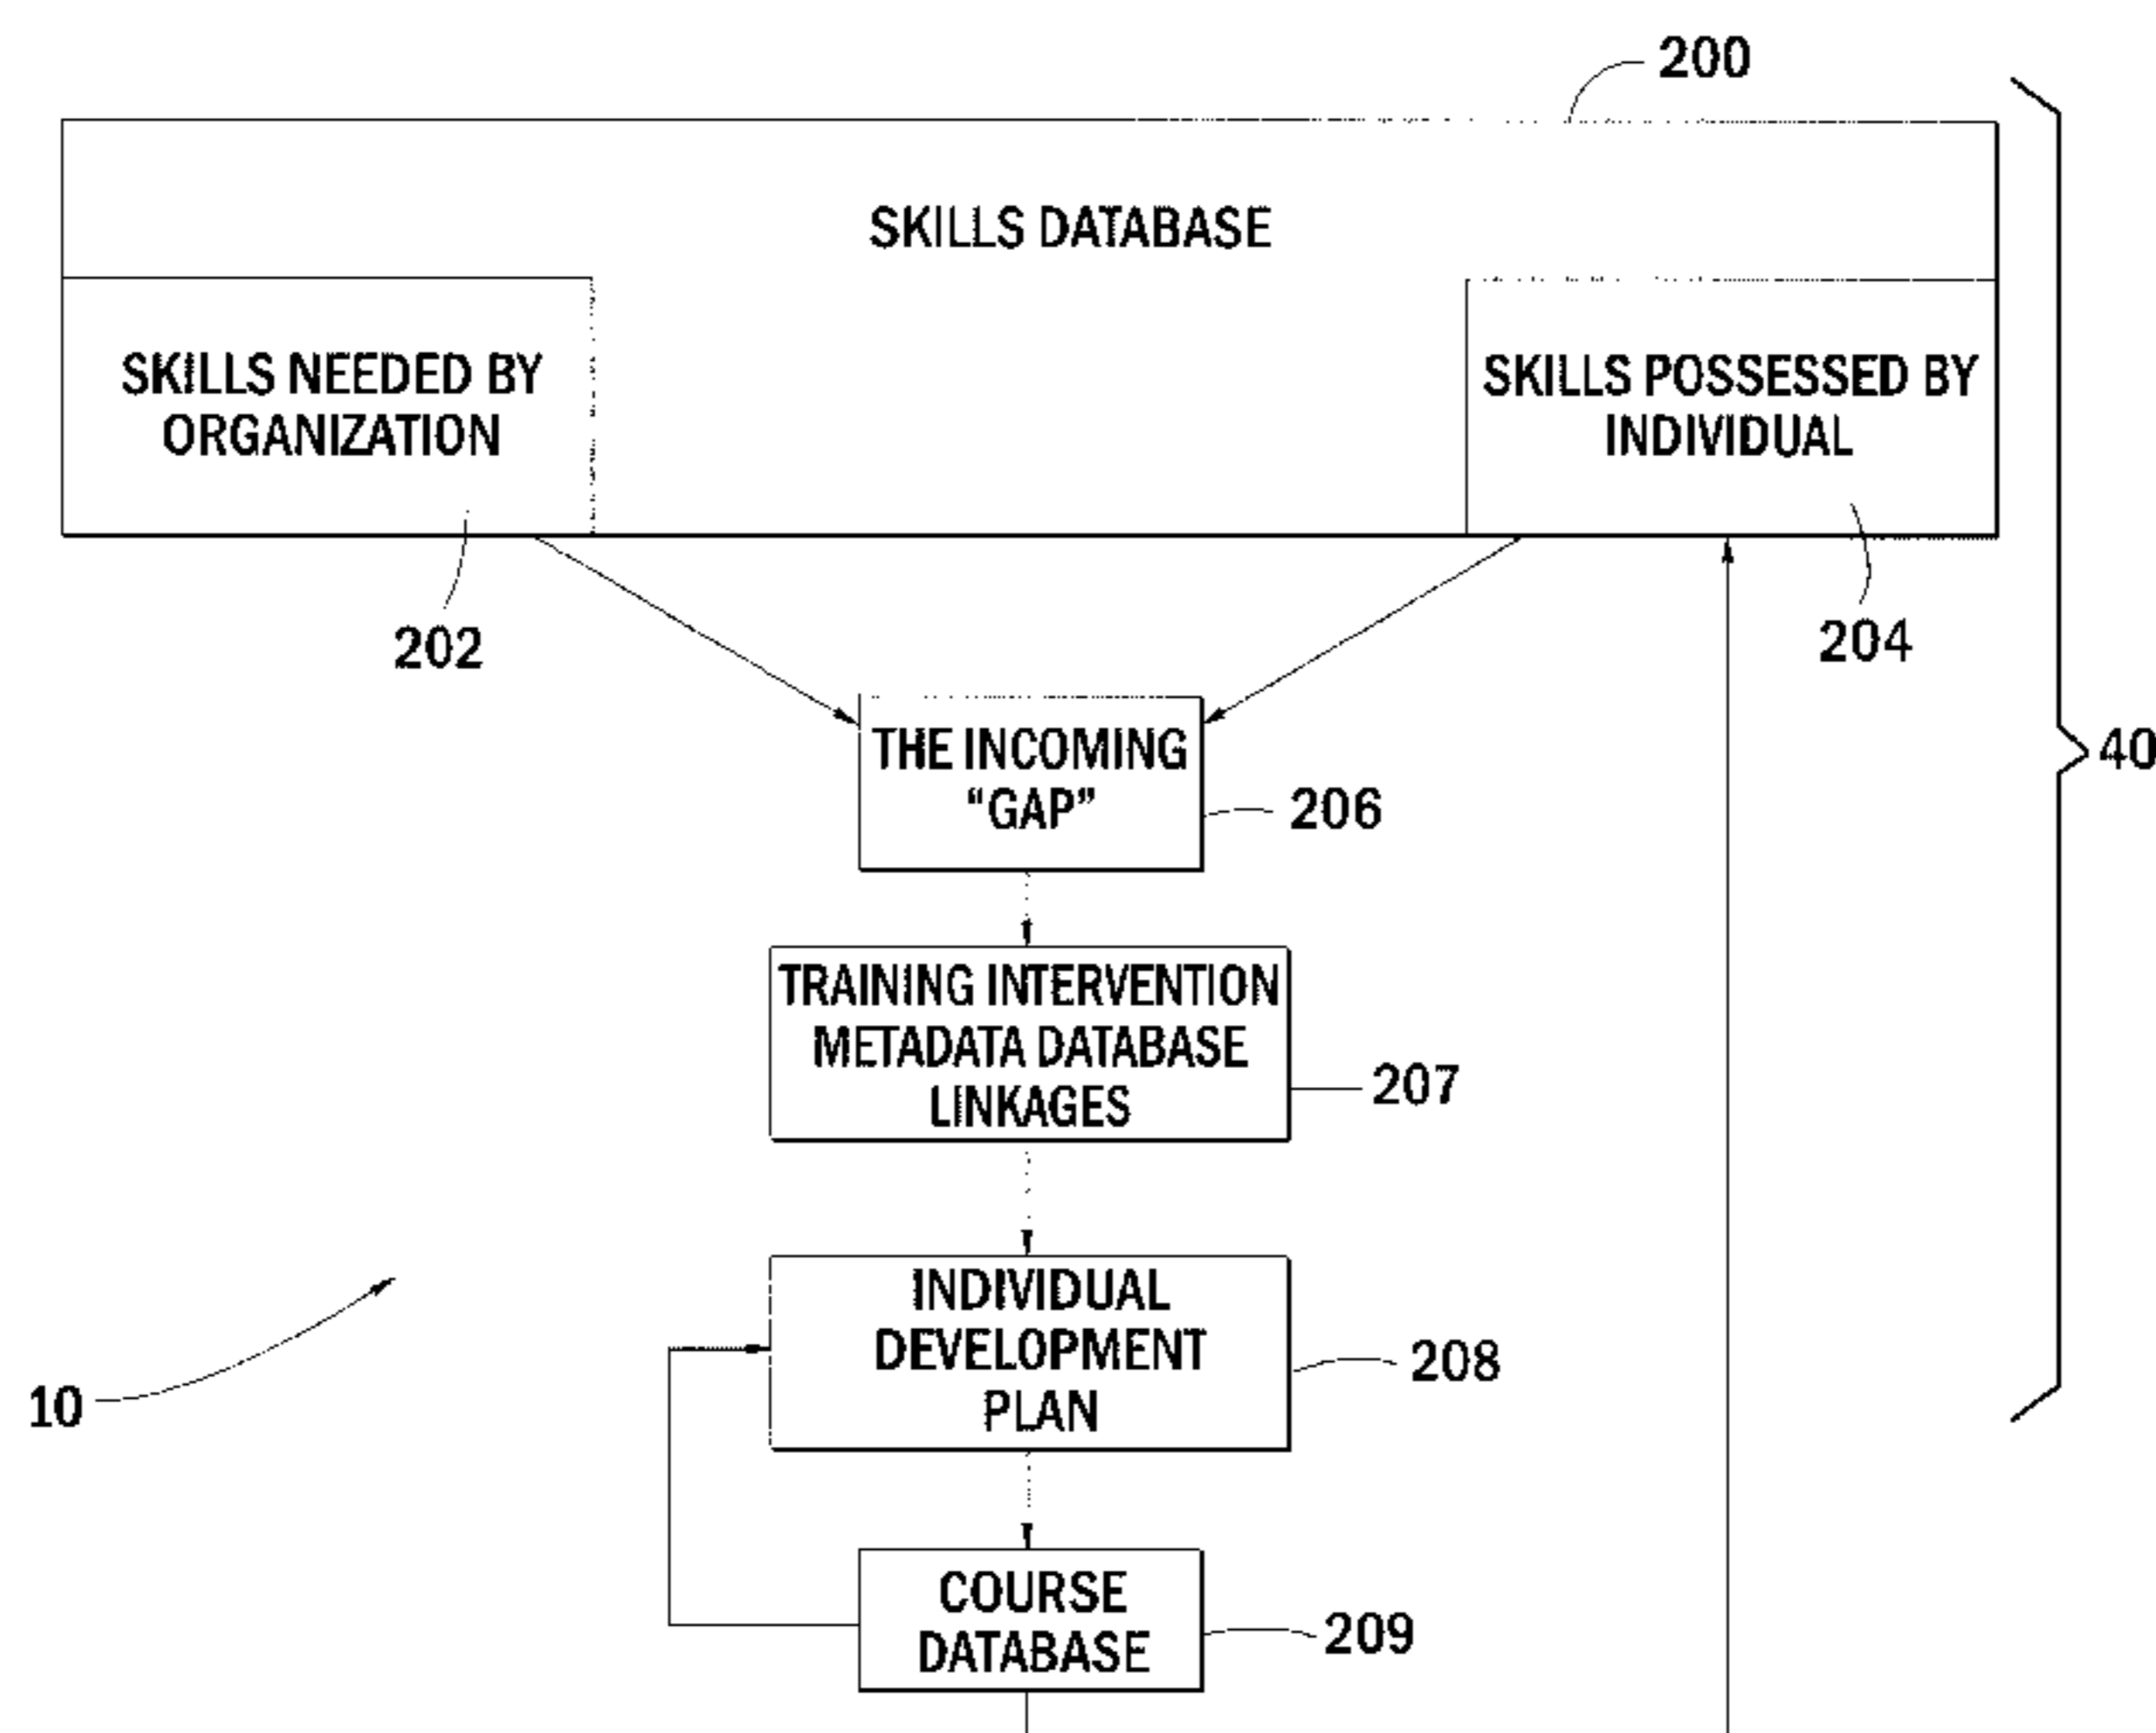 200
SKILLS DATABASE
SKILLS NEEDED BY
ORGANIZATION
SKILLS POSSESSED BY
INDIVIDUAL
202
204
THE INCOMING
“GAP”
206
40
TRAINING INTERVENTION
METADATA DATABASE
LINKAGES
207
INDIVIDUAL
DEVELOPMENT
PLAN
208
10
COURSE
DATABASE
209